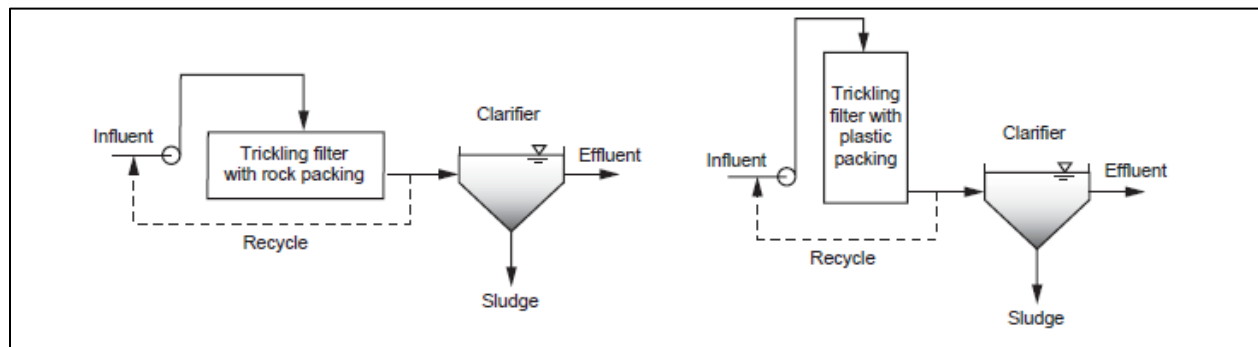 Influent
Trickling filter
with rock packing
Clarifier
Effluent
Recycle
Sludge
Influent
Trickling
filter with
plastic
packing
Clarifier
Effluent
Recycle
Sludge